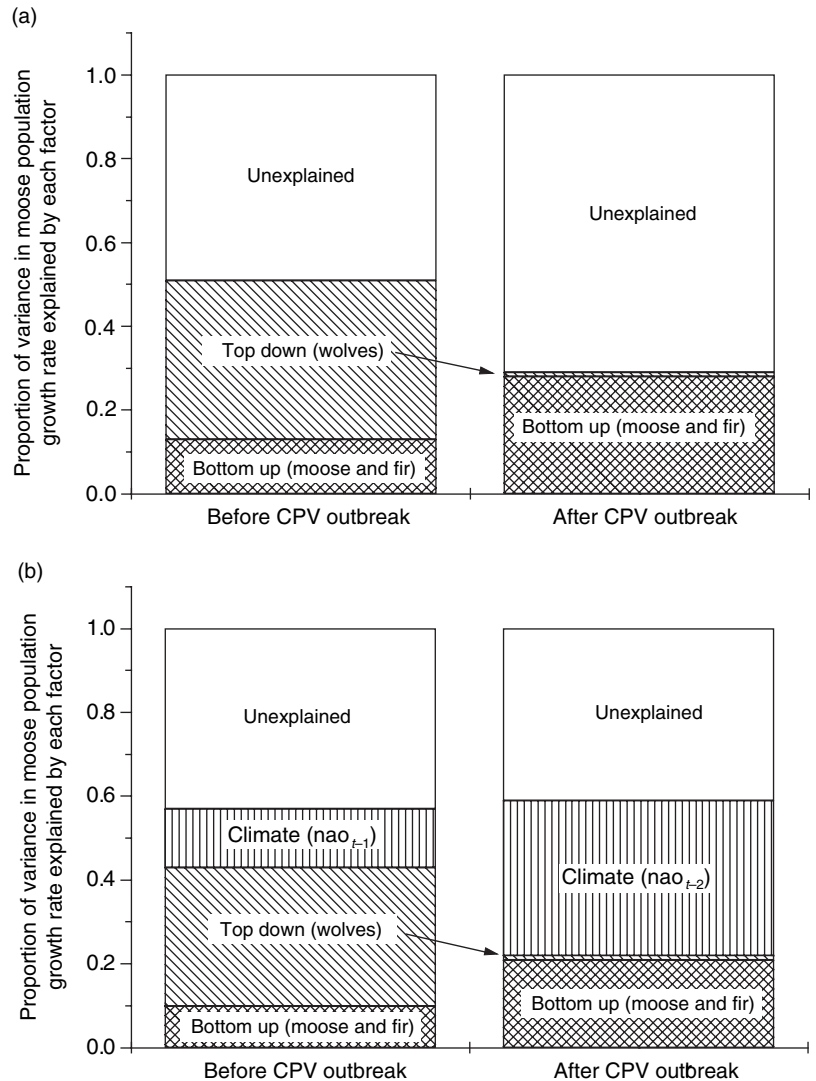 (a)
Proportion of variance in moose population
growth rate explained by each factor
1.0
0.8
0.6
0.4
0.2
0.0
Unexplained
Top down (wolves)
Bottom up (moose and fir)
Unexplained
Bottom up (moose and fir)
Before CPV outbreak
After CPV outbreak
(b)
Proportion of variance in moose population
growth rate explained by each factor
1.0
0.8
0.6
0.4
0.2
0.0
Unexplained
Climate (nao t–1)
Top down (wolves)
Bottom up (moose and fir)
Unexplained
Climate (nao t–2)
Bottom up (moose and fir)
Before CPV outbreak
After CPV outbreak